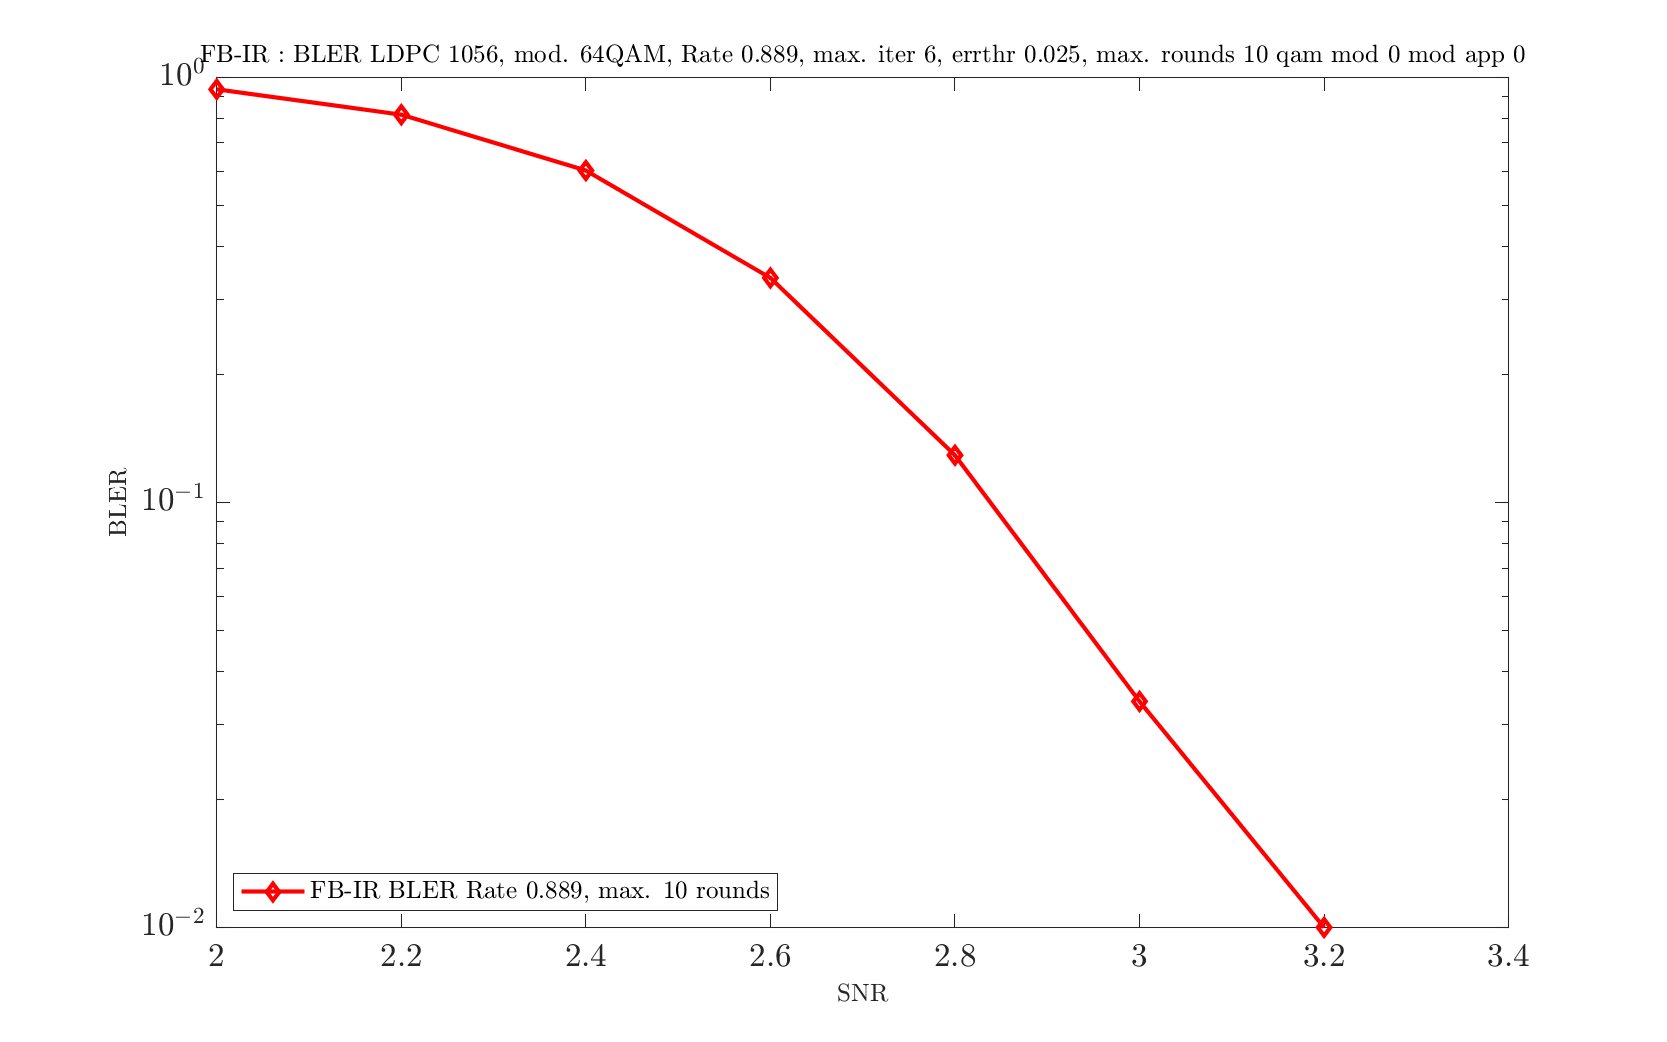 FB-IR : BLER LDPC 1056, mod. 64QAM, Rate 0.889, max. iter 6, errthr 0.025, max. rounds 10 qam mod 0 mod app 0
10⁰
10⁻¹
10⁻²
BLER
FB-IR BLER Rate 0.889, max. 10 rounds
2 2.2 2.4 2.6 2.8 3 3.2 3.4
SNR